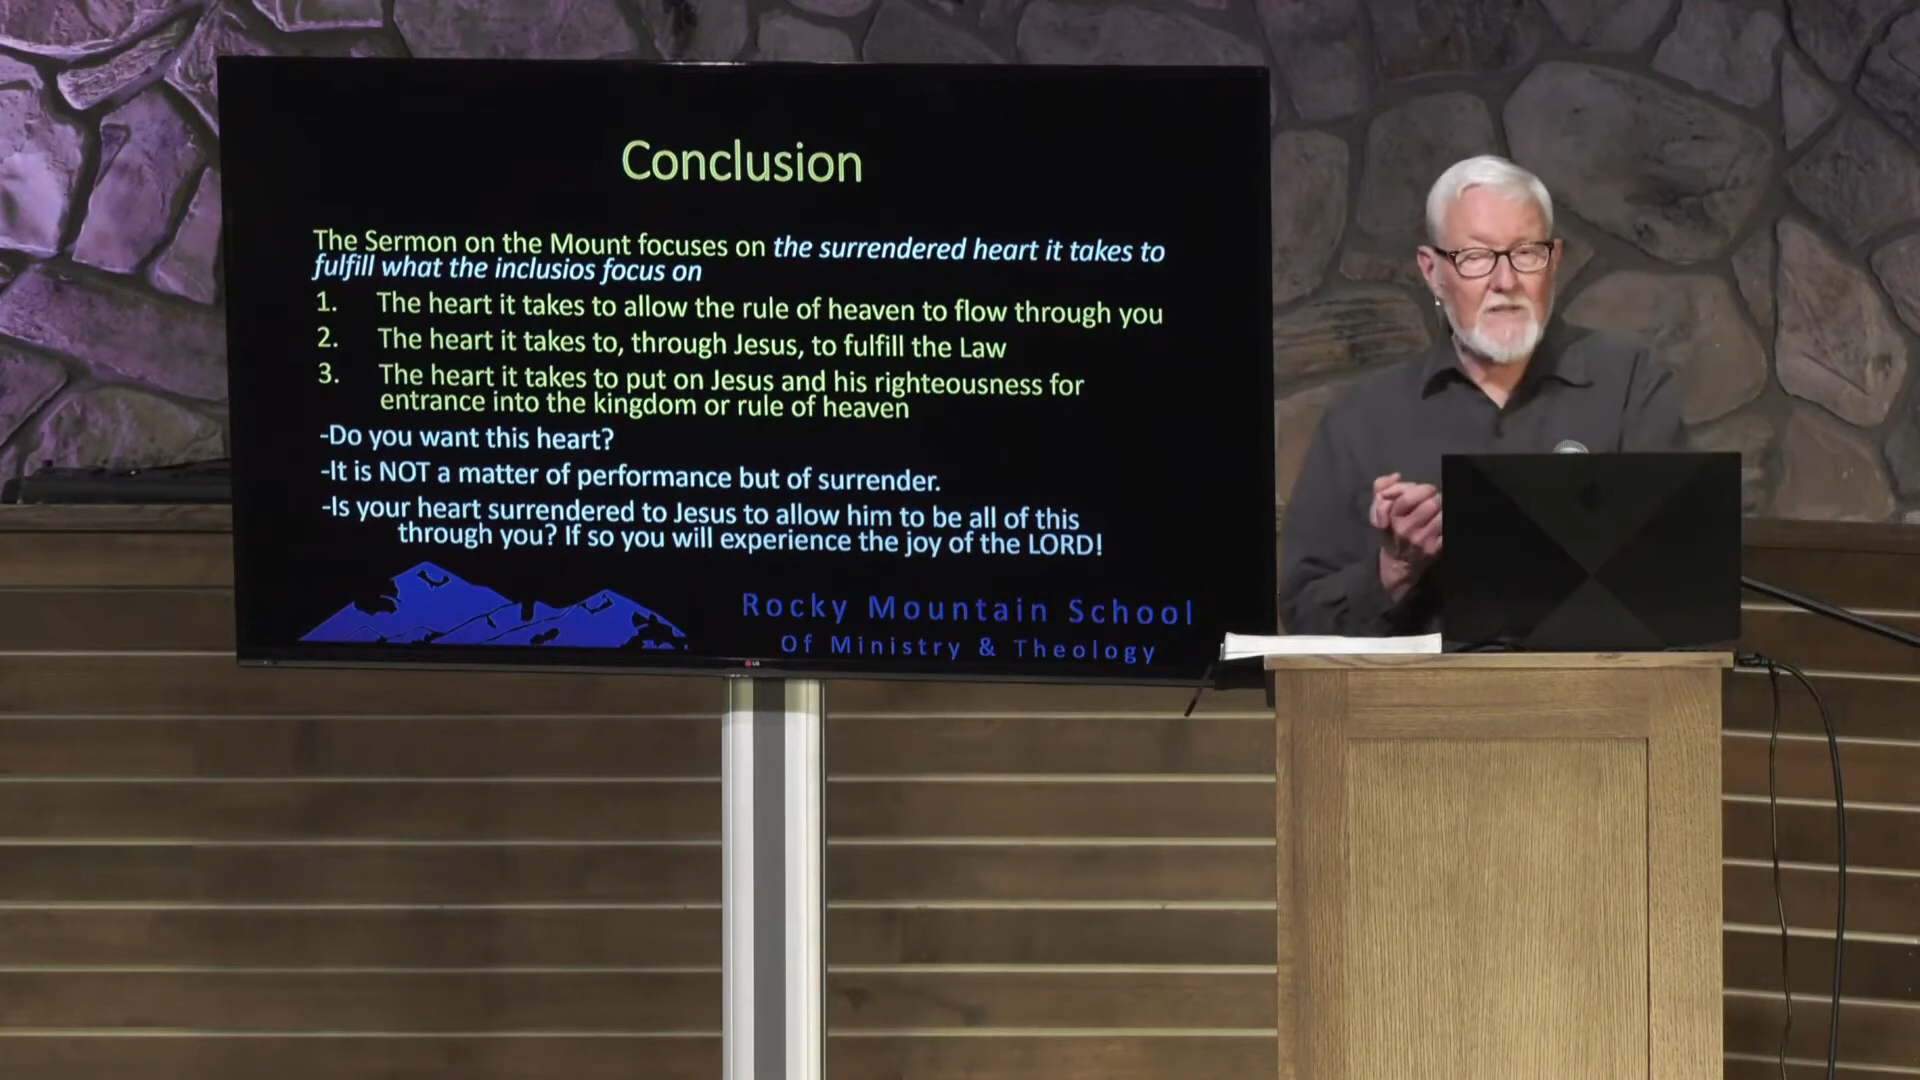 Conclusion
The Sermon on the Mount focuses on the surrendered heart it takes to
fulfill what the inclusios focus on
1. The heart it takes to allow the rule of heaven to flow through you
2. The heart it takes to, through Jesus, to fulfill the Law
3. The heart it takes to put on Jesus and his righteousness for
entrance into the kingdom or rule of heaven
-Do you want this heart?
-It is NOT a matter of performance but of surrender.
-Is your heart surrendered to Jesus to allow him to be all of this
through you? If so you will experience the joy of the LORD!
Rocky Mountain School
Of Ministry & Theology
LG